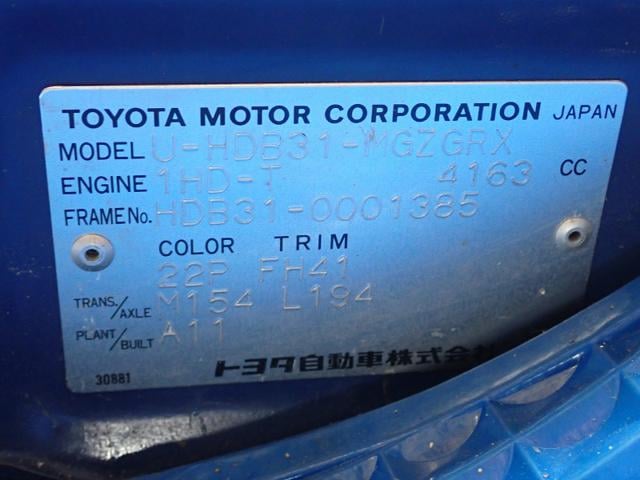 TOYOTA MOTOR CORPORATION JAPAN
MODEL U-HDB31-MGZGRX
ENGINE 1HD-T 4163 CC
FRAME No. HDB31-0001385
COLOR TRIM
22P FH41
TRANS./AXLE M154 L194
PLANT/BUILT A11
トヨタ自動車株式会
30881